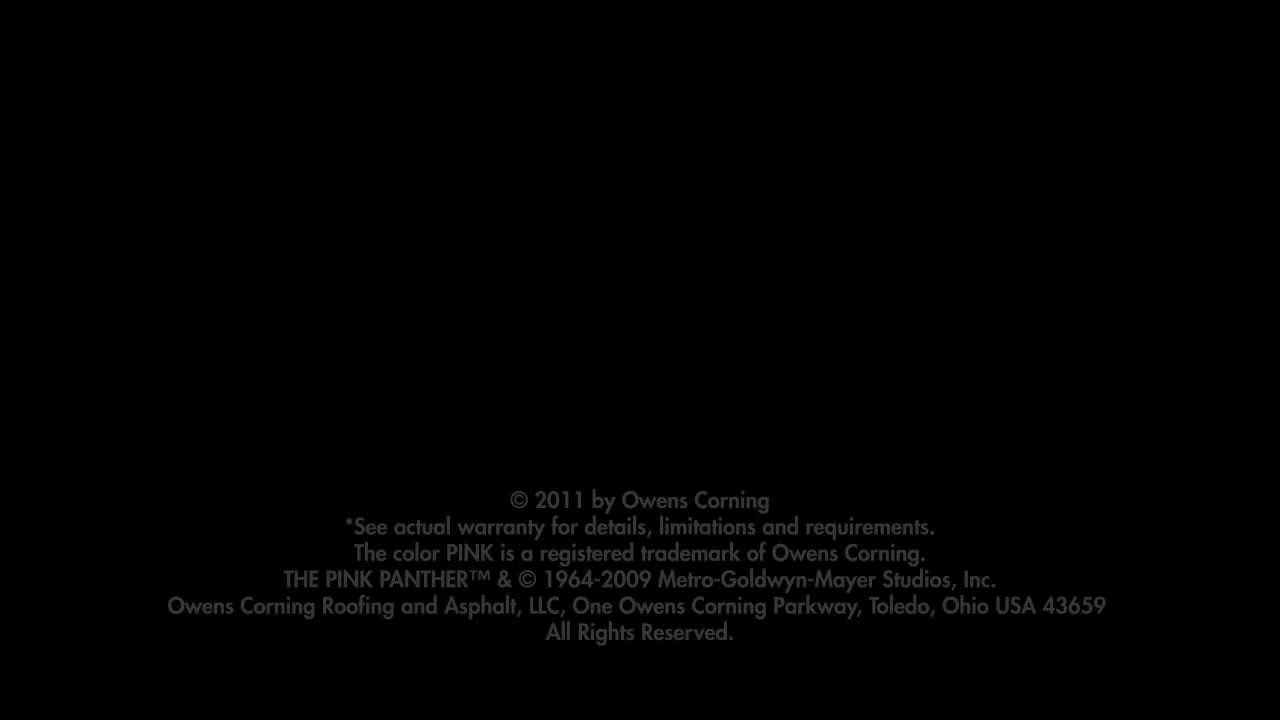 © 2011 by Owens Corning
*See actual warranty for details, limitations and requirements.
The color PINK is a registered trademark of Owens Corning.
THE PINK PANTHER™ & © 1964-2009 Metro-Goldwyn-Mayer Studios, Inc.
Owens Corning Roofing and Asphalt, LLC, One Owens Corning Parkway, Toledo, Ohio USA 43659
All Rights Reserved.